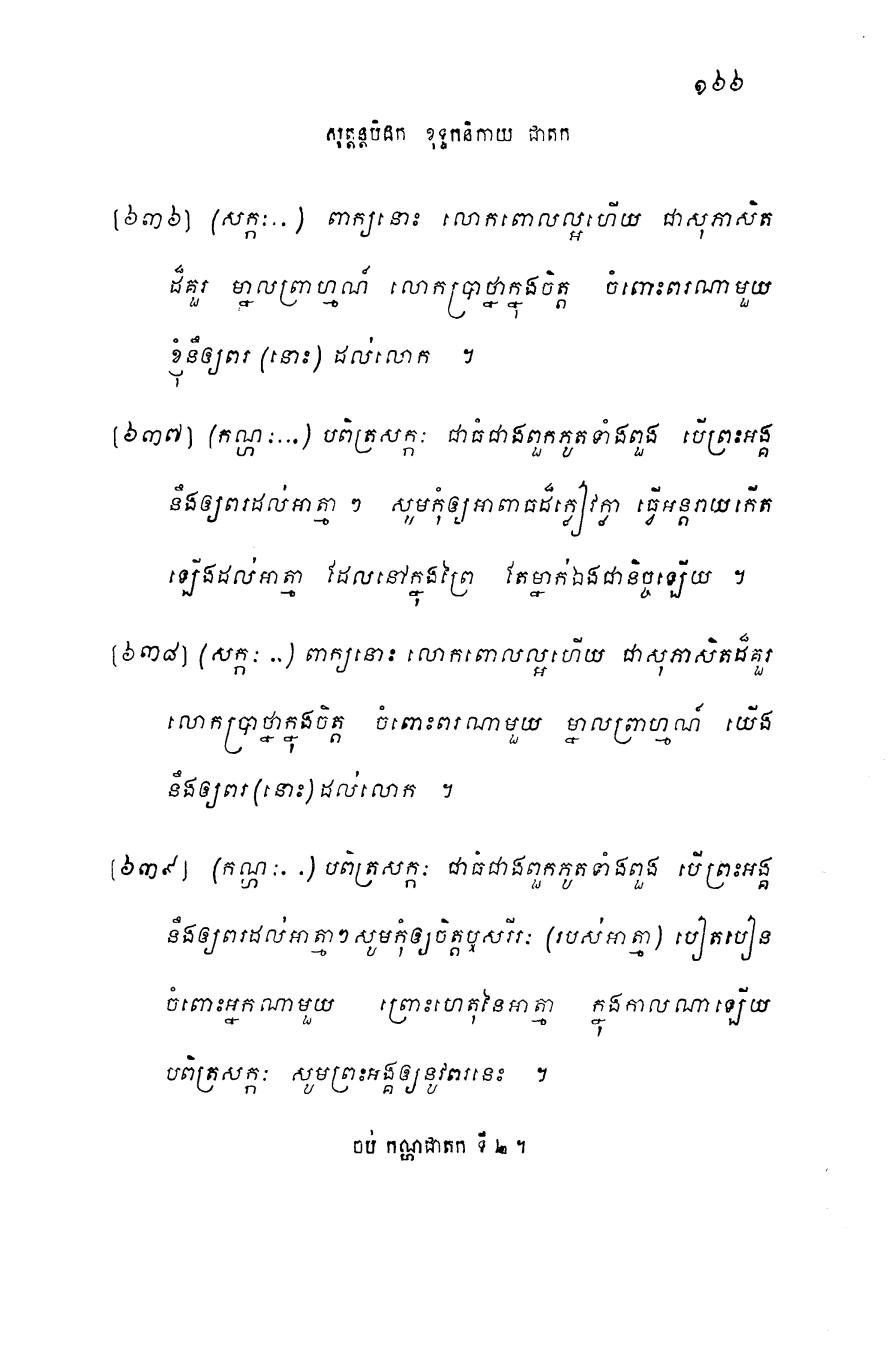 ១៦៦
សុត្តន្តបិដក ខុទ្ទកនិកាយ ជាតក
[៦៣៦] (សក្កៈ..) ពាក្យនោះ លោកពោលល្អហើយ ជាសុភាសិត
ដ៏គួរ ម្នាលព្រាហ្មណ៍ លោកប្រាថ្នាក្នុងចិត្ត ចំពោះពរណាមួយ
ខ្ញុំនឹងឲ្យពរ (នោះ) ដល់លោក ។
[៦៣៧] (កណ្ហៈ...) បពិត្រសក្កៈ ជាធំជាងពួកភូតទាំងពួង បើព្រះអង្គ
នឹងឲ្យពរដល់អាត្មា ៗ សូមកុំឲ្យអាពាធដ៏ក្លៀវក្លា ធ្វើអន្តរាយកើត
ឡើងដល់អាត្មា ដែលនៅក្នុងព្រៃ តែម្នាក់ឯងជានិច្ចឡើយ ។
[៦៣៨] (សក្កៈ ..) ពាក្យនោះ លោកពោលល្អហើយ ជាសុភាសិតដ៏គួរ
លោកប្រាថ្នាក្នុងចិត្ត ចំពោះពរណាមួយ ម្នាលព្រាហ្មណ៍ យើង
នឹងឲ្យពរ (នោះ) ដល់លោក ។
[៦៣៩] (កណ្ហៈ. .) បពិត្រសក្កៈ ជាធំជាងពួកភូតទាំងពួង បើព្រះអង្គ
នឹងឲ្យពរដល់អាត្មា ៗ សូមកុំឲ្យចិត្តឬសរីរៈ (របស់អាត្មា) បៀតបៀន
ចំពោះអ្នកណាមួយ ព្រោះហេតុនៃអាត្មា ក្នុងកាលណាឡើយ
បពិត្រសក្កៈ សូមព្រះអង្គឲ្យនូវពរនេះ ។
ចប់ កណ្ហជាតក ទី ២ ។